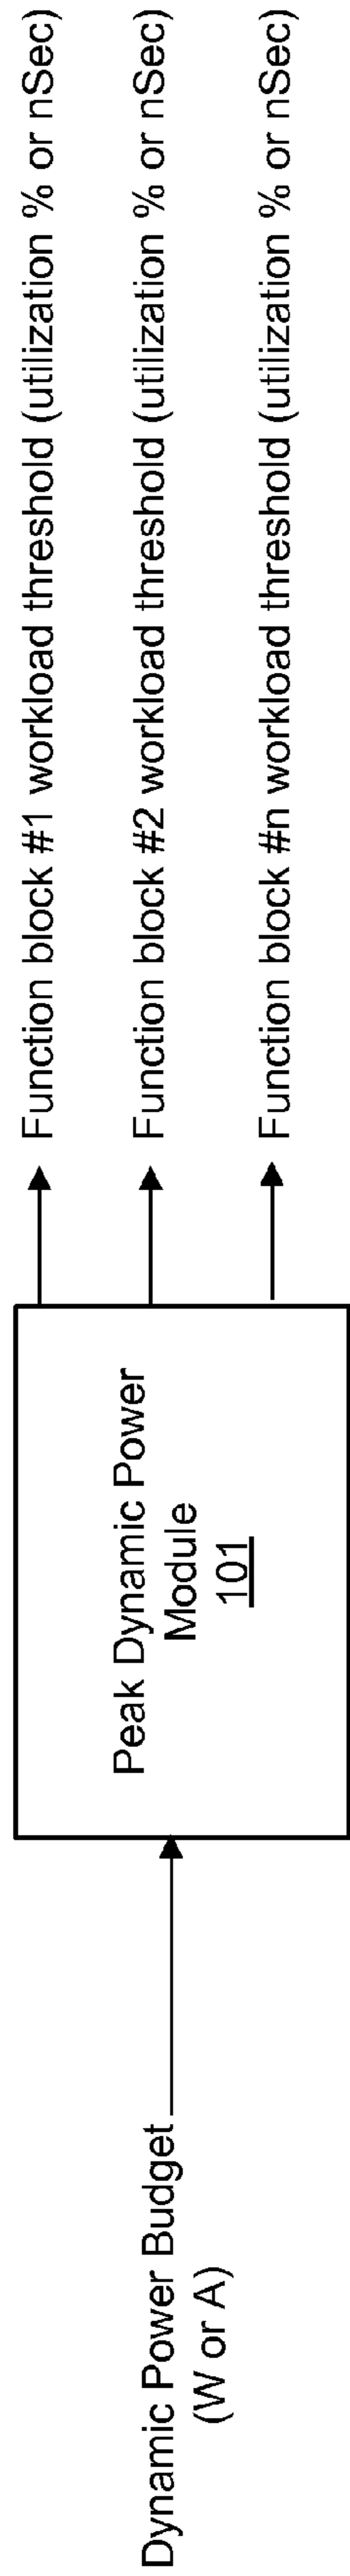 Dynamic Power Budget
(W or A)
Peak Dynamic Power
Module
101
Function block #1 workload threshold (utilization % or nSec)
Function block #2 workload threshold (utilization % or nSec)
Function block #n workload threshold (utilization % or nSec)